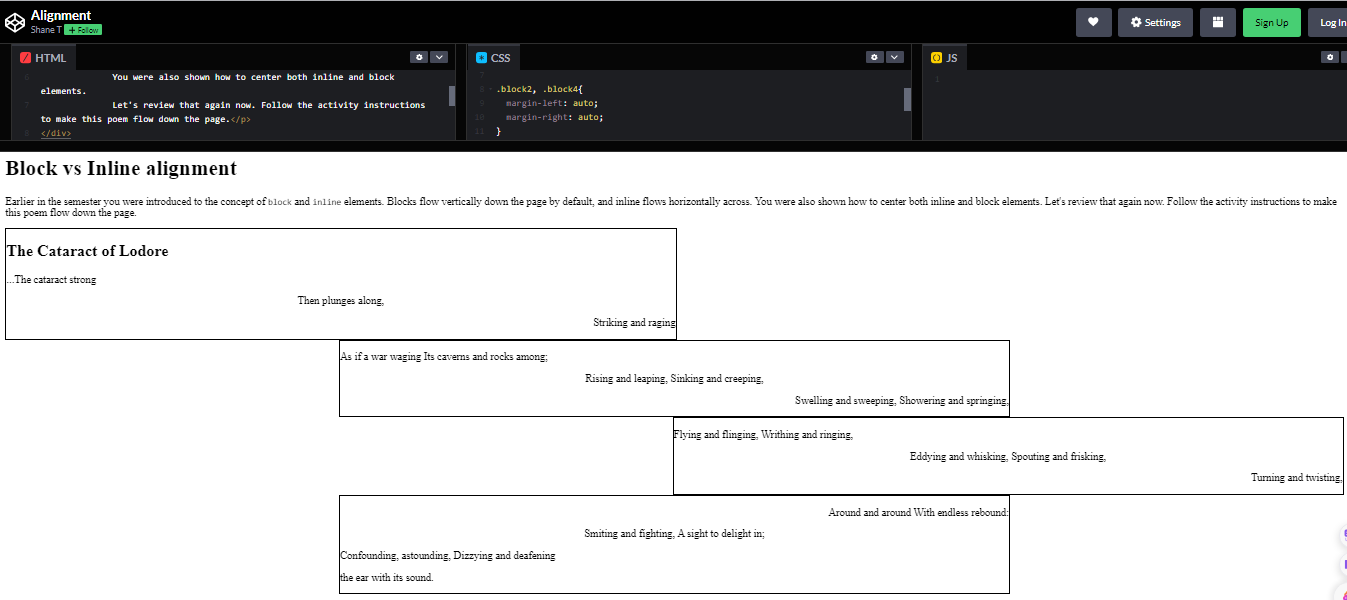 Alignment
Shane T + Follow
Settings
Sign Up
Log In
HTML
CSS
JS
6 You were also shown how to center both inline and block
elements.
7 Let's review that again now. Follow the activity instructions
to make this poem flow down the page.</p>
8 </div>
7
8 .block2, .block4{
9 margin-left: auto;
10 margin-right: auto;
11 }
1
Block vs Inline alignment
Earlier in the semester you were introduced to the concept of block and inline elements. Blocks flow vertically down the page by default, and inline flows horizontally across. You were also shown how to center both inline and block elements. Let's review that again now. Follow the activity instructions to make
this poem flow down the page.
The Cataract of Lodore
...The cataract strong
Then plunges along,
Striking and raging
As if a war waging Its caverns and rocks among;
Rising and leaping, Sinking and creeping,
Swelling and sweeping, Showering and springing,
Flying and flinging, Writhing and ringing,
Eddying and whisking, Spouting and frisking,
Turning and twisting,
Around and around With endless rebound:
Smiting and fighting, A sight to delight in;
Confounding, astounding, Dizzying and deafening
the ear with its sound.